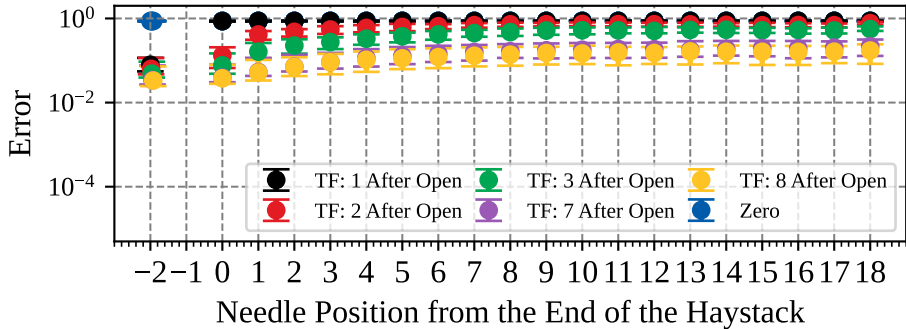 10⁰
10⁻²
10⁻⁴
Error
TF: 1 After Open TF: 3 After Open TF: 8 After Open
TF: 2 After Open TF: 7 After Open Zero
−2 −1 0 1 2 3 4 5 6 7 8 9 10 11 12 13 14 15 16 17 18
Needle Position from the End of the Haystack